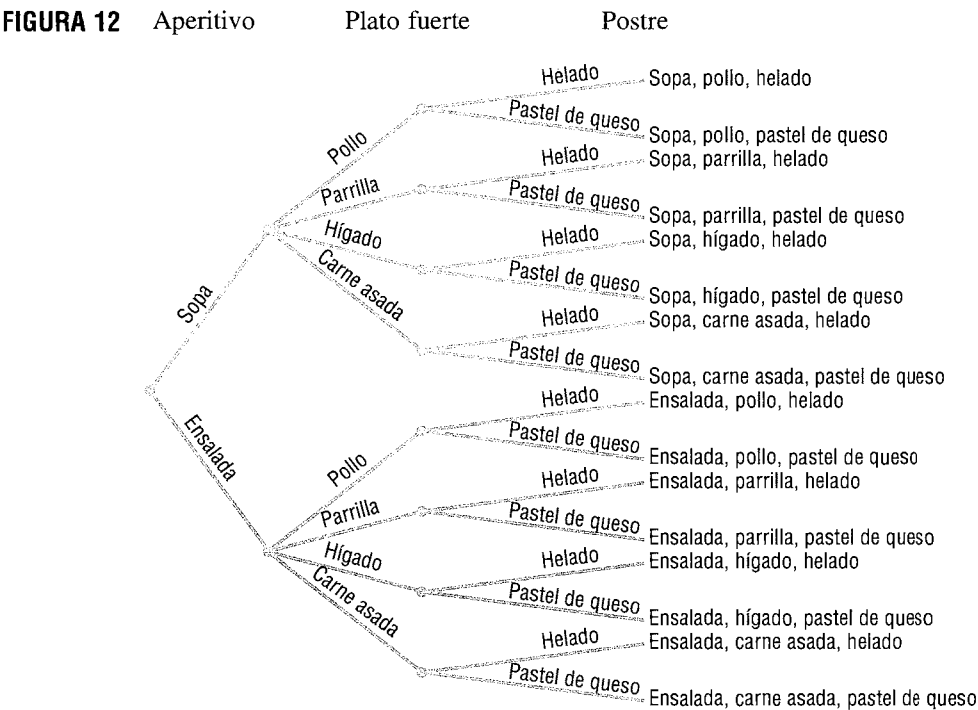 FIGURA 12 Aperitivo Plato fuerte Postre
Helado Sopa, pollo, helado
Pastel de queso Sopa, pollo, pastel de queso
Pollo
Helado Sopa, parrilla, helado
Parrilla
Pastel de queso Sopa, parrilla, pastel de queso
Hígado
Helado Sopa, hígado, helado
Carne asada
Pastel de queso Sopa, hígado, pastel de queso
Sopa
Helado Sopa, carne asada, helado
Pastel de queso Sopa, carne asada, pastel de queso
Helado Ensalada, pollo, helado
Ensalada
Pastel de queso Ensalada, pollo, pastel de queso
Pollo
Helado Ensalada, parrilla, helado
Parrilla
Pastel de queso Ensalada, parrilla, pastel de queso
Hígado
Helado Ensalada, hígado, helado
Carne asada
Pastel de queso Ensalada, hígado, pastel de queso
Helado Ensalada, carne asada, helado
Pastel de queso Ensalada, carne asada, pastel de queso